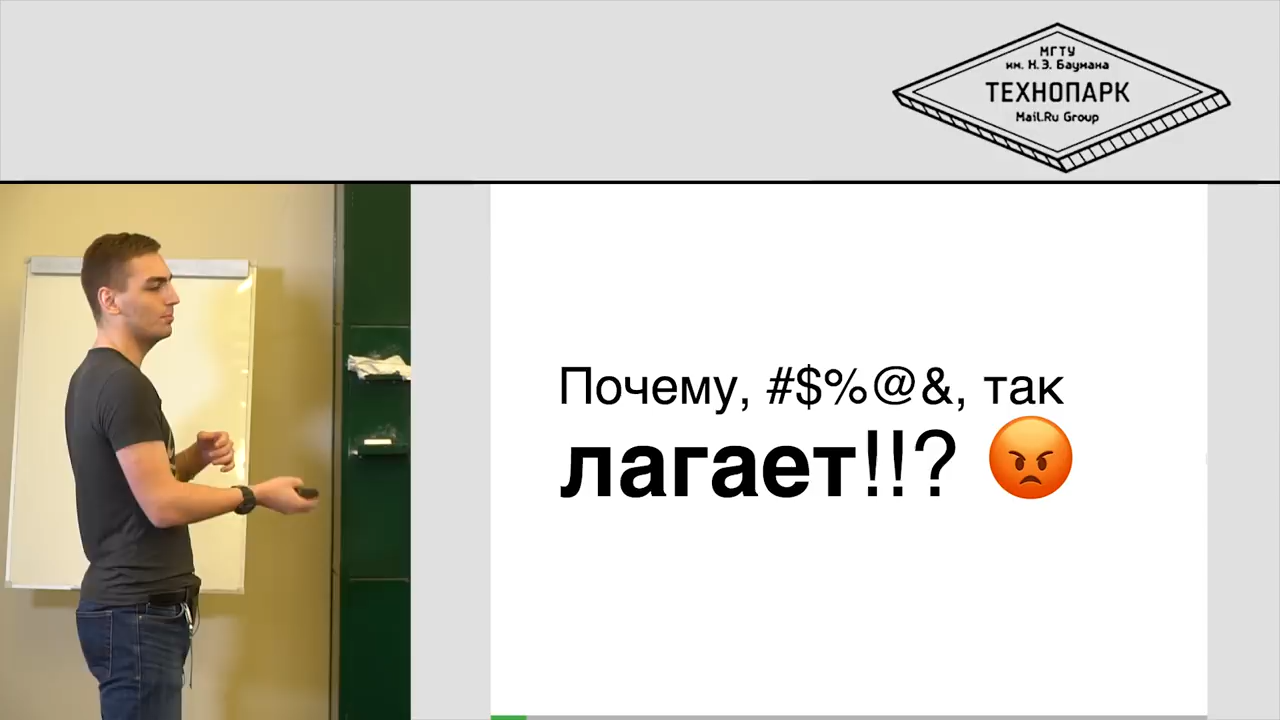 МГТУ
им. Н.Э. Баумана
ТЕХНОПАРК
Mail.Ru Group
Почему, #$%@&, так
лагает!!? 😡